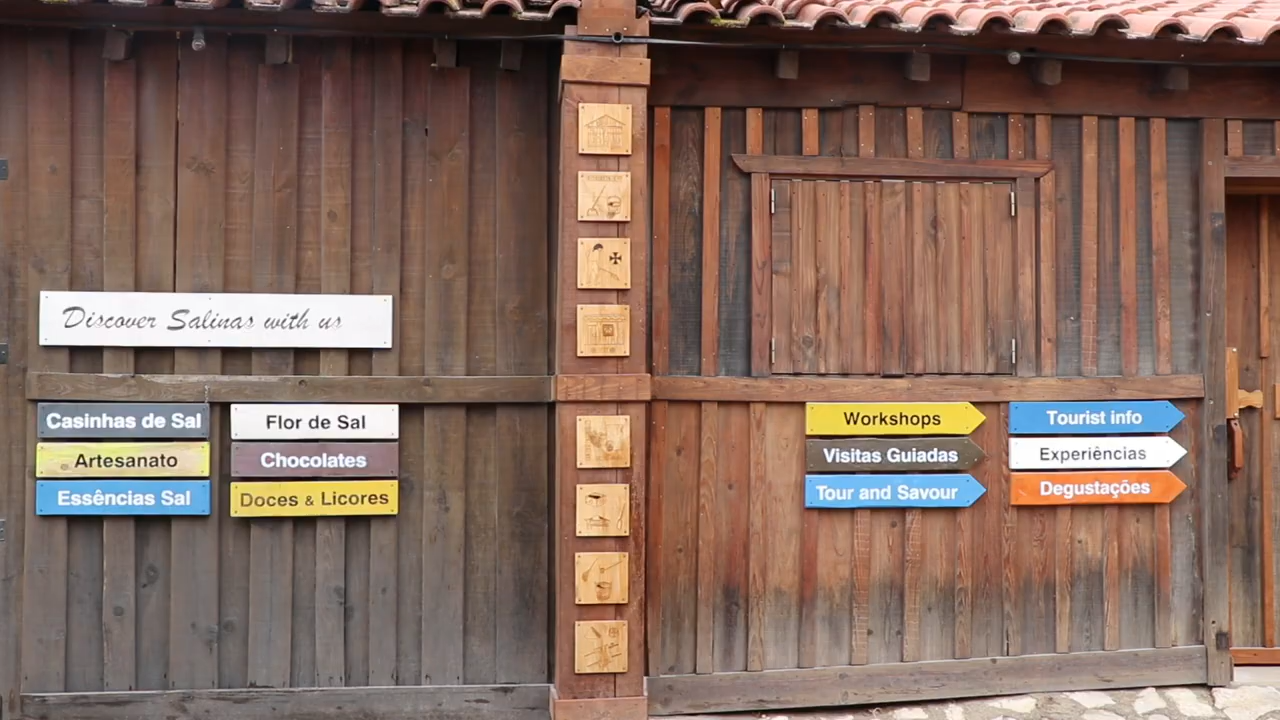 Discover Salinas with us
Casinhas de Sal
Artesanato
Essências Sal
Flor de Sal
Chocolates
Doces & Licores
Workshops
Visitas Guiadas
Tour and Savour
Tourist info
Experiências
Degustações